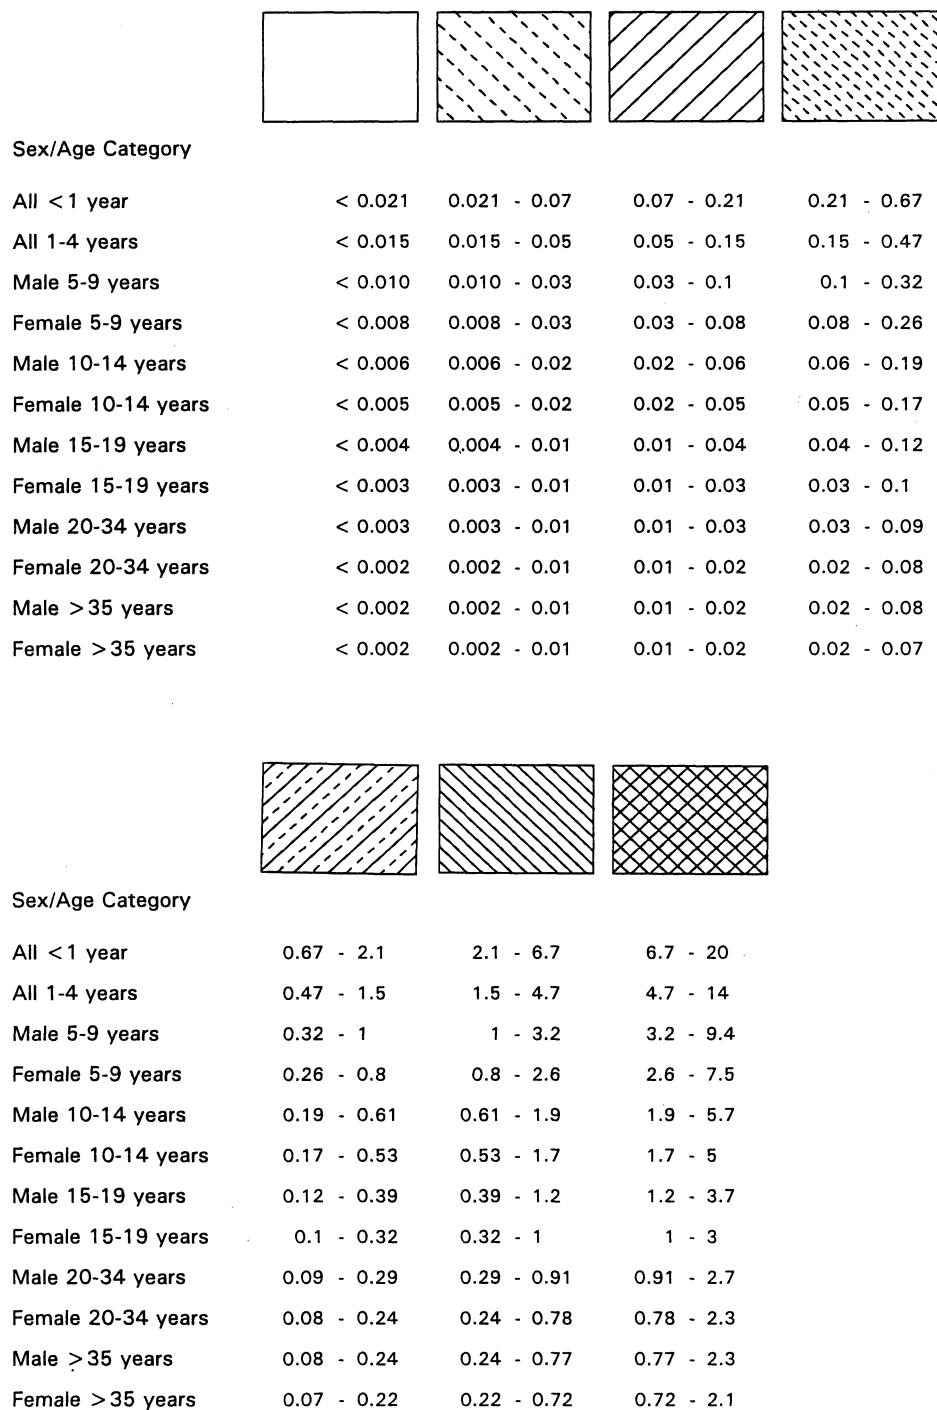 Sex/Age Category
All <1 year < 0.021 0.021 - 0.07 0.07 - 0.21 0.21 - 0.67
All 1-4 years < 0.015 0.015 - 0.05 0.05 - 0.15 0.15 - 0.47
Male 5-9 years < 0.010 0.010 - 0.03 0.03 - 0.1 0.1 - 0.32
Female 5-9 years < 0.008 0.008 - 0.03 0.03 - 0.08 0.08 - 0.26
Male 10-14 years < 0.006 0.006 - 0.02 0.02 - 0.06 0.06 - 0.19
Female 10-14 years < 0.005 0.005 - 0.02 0.02 - 0.05 0.05 - 0.17
Male 15-19 years < 0.004 0.004 - 0.01 0.01 - 0.04 0.04 - 0.12
Female 15-19 years < 0.003 0.003 - 0.01 0.01 - 0.03 0.03 - 0.1
Male 20-34 years < 0.003 0.003 - 0.01 0.01 - 0.03 0.03 - 0.09
Female 20-34 years < 0.002 0.002 - 0.01 0.01 - 0.02 0.02 - 0.08
Male >35 years < 0.002 0.002 - 0.01 0.01 - 0.02 0.02 - 0.08
Female >35 years < 0.002 0.002 - 0.01 0.01 - 0.02 0.02 - 0.07
Sex/Age Category
All <1 year 0.67 - 2.1 2.1 - 6.7 6.7 - 20
All 1-4 years 0.47 - 1.5 1.5 - 4.7 4.7 - 14
Male 5-9 years 0.32 - 1 1 - 3.2 3.2 - 9.4
Female 5-9 years 0.26 - 0.8 0.8 - 2.6 2.6 - 7.5
Male 10-14 years 0.19 - 0.61 0.61 - 1.9 1.9 - 5.7
Female 10-14 years 0.17 - 0.53 0.53 - 1.7 1.7 - 5
Male 15-19 years 0.12 - 0.39 0.39 - 1.2 1.2 - 3.7
Female 15-19 years 0.1 - 0.32 0.32 - 1 1 - 3
Male 20-34 years 0.09 - 0.29 0.29 - 0.91 0.91 - 2.7
Female 20-34 years 0.08 - 0.24 0.24 - 0.78 0.78 - 2.3
Male >35 years 0.08 - 0.24 0.24 - 0.77 0.77 - 2.3
Female >35 years 0.07 - 0.22 0.22 - 0.72 0.72 - 2.1